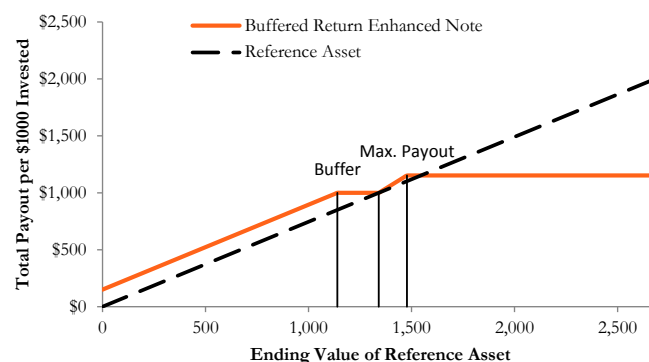 $2,500
Buffered Return Enhanced Note
Reference Asset
$2,000
$1,500
Max. Payout
Buffer
$1,000
$500
$0
0
500
1,000
1,500
2,000
2,500
Total Payout per $1000 Invested
Ending Value of Reference Asset